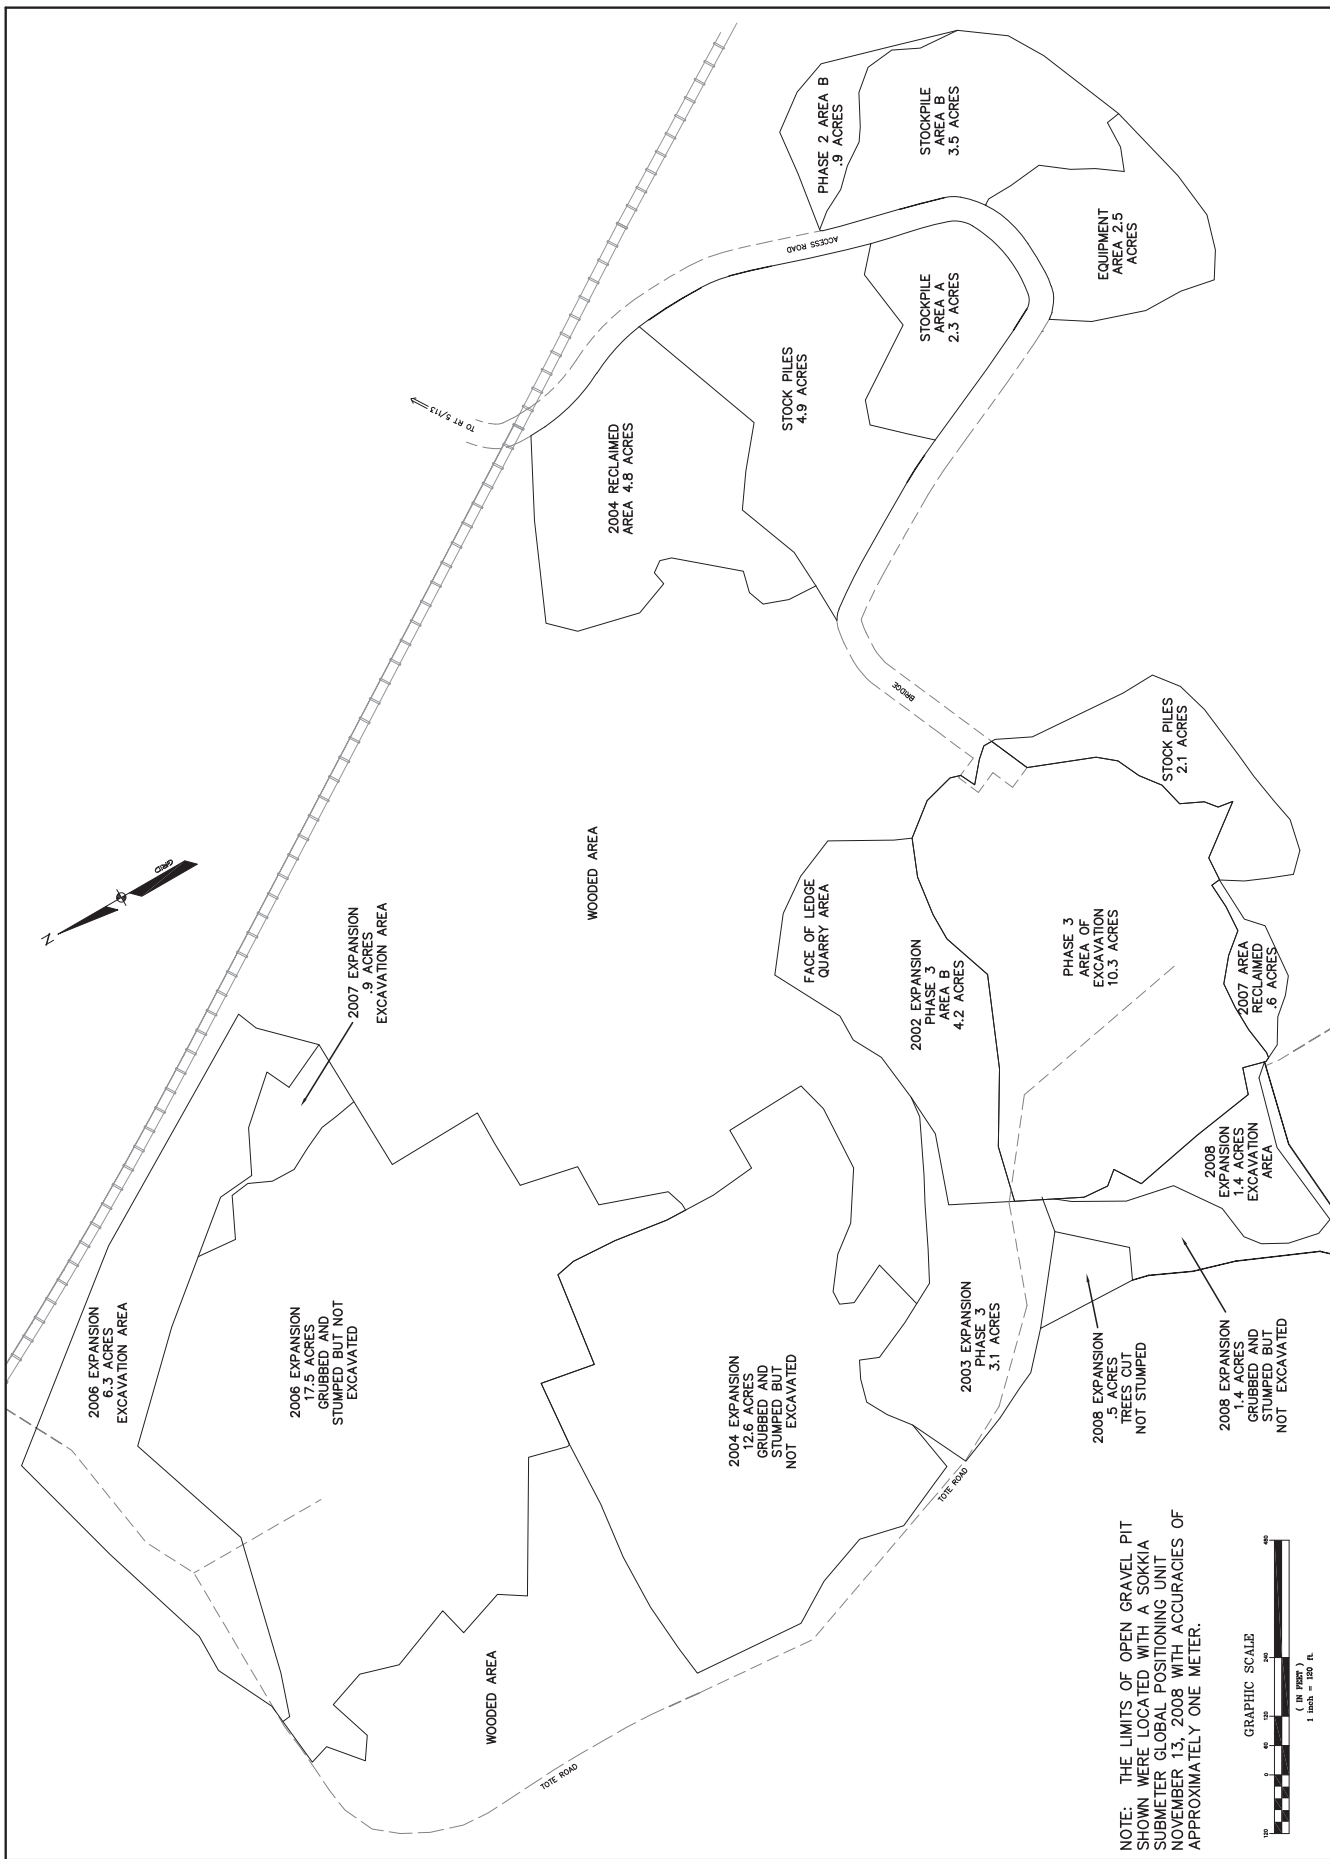 2006 EXPANSION
6.3 ACRES
EXCAVATION AREA
2007 EXPANSION
.9 ACRES
EXCAVATION AREA
2006 EXPANSION
17.5 ACRES
GRUBBED AND
STUMPED BUT NOT
EXCAVATED
N
GRID
TO RT 5/113
WOODED AREA
TOTE ROAD
WOODED AREA
2004 RECLAIMED
AREA 4.8 ACRES
2004 EXPANSION
12.6 ACRES
GRUBBED AND
STUMPED BUT
NOT EXCAVATED
STOCK PILES
4.9 ACRES
ACCESS ROAD
PHASE 2 AREA B
.9 ACRES
FACE OF LEDGE
QUARRY AREA
BRIDGE
STOCKPILE
AREA A
2.3 ACRES
STOCKPILE
AREA B
3.5 ACRES
TOTE ROAD
2003 EXPANSION
PHASE 3
3.1 ACRES
2002 EXPANSION
PHASE 3
AREA B
4.2 ACRES
PHASE 3
AREA OF
EXCAVATION
10.3 ACRES
EQUIPMENT
AREA 2.5
ACRES
2008 EXPANSION
.5 ACRES
TREES CUT
NOT STUMPED
STOCK PILES
2.1 ACRES
2008 EXPANSION
1.4 ACRES
GRUBBED AND
STUMPED BUT
NOT EXCAVATED
2008
EXPANSION
1.4 ACRES
EXCAVATION
AREA
2007 AREA
RECLAIMED
.6 ACRES
NOTE: THE LIMITS OF OPEN GRAVEL PIT
SHOWN WERE LOCATED WITH A SOKKIA
SUBMETER GLOBAL POSITIONING UNIT
NOVEMBER 13, 2008 WITH ACCURACIES OF
APPROXIMATELY ONE METER.
GRAPHIC SCALE
120 0 60 120 240 480
( IN FEET )
1 inch = 120 ft.